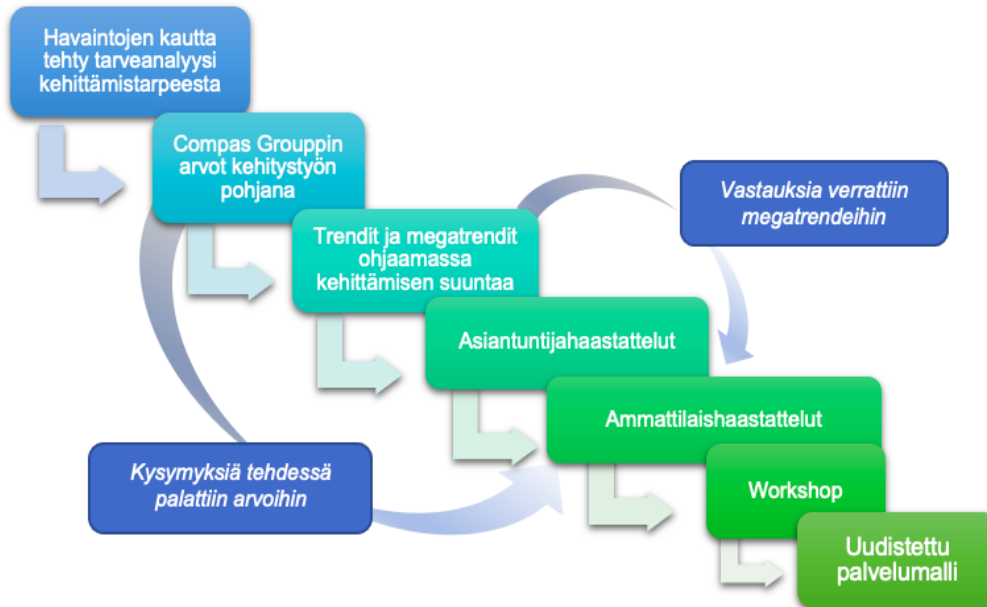 Havaintojen kautta
tehty tarveanalyysi
kehittämistarpeesta
Compas Grouppin
arvot kehitystyön
pohjana
Trendit ja megatrendit
ohjaamassa
kehittämisen suuntaa
Vastauksia verrattiin
megatrendeihin
Asiantuntijahaastattelut
Ammattilaishaastattelut
Kysymyksiä tehdessä
palattiin arvoihin
Workshop
Uudistettu
palvelumalli